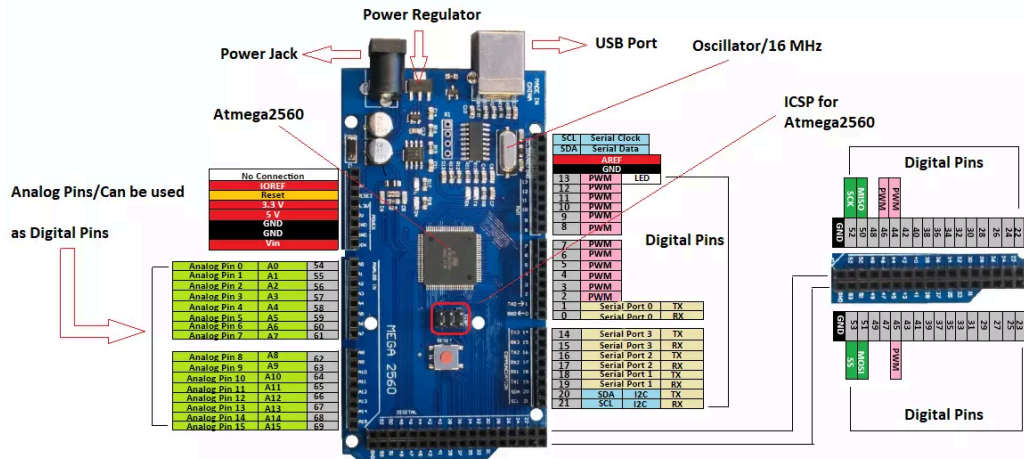 Power Regulator
Power Jack
USB Port
Oscillator/16 MHz
Atmega2560
ICSP for
Atmega2560
Analog Pins/Can be used
as Digital Pins
No Connection
IOREF
Reset
3.3 V
5 V
GND
GND
Vin
Analog Pin 0 A0 54
Analog Pin 1 A1 55
Analog Pin 2 A2 56
Analog Pin 3 A3 57
Analog Pin 4 A4 58
Analog Pin 5 A5 59
Analog Pin 6 A6 60
Analog Pin 7 A7 61
Analog Pin 8 A8 62
Analog Pin 9 A9 63
Analog Pin 10 A10 64
Analog Pin 11 A11 65
Analog Pin 12 A12 66
Analog Pin 13 A13 67
Analog Pin 14 A14 68
Analog Pin 15 A15 69
MADE IN
CHINA
ANALOG IN
MEGA 2560
RESET
ICSP
COMMUNICATION
DIGITAL
SCL Serial Clock
SDA Serial Data
AREF
GND
13 PWM LED
12 PWM
11 PWM
10 PWM
9 PWM
8 PWM
7 PWM
6 PWM
5 PWM
4 PWM
3 PWM
2 PWM
1 Serial Port 0 TX
0 Serial Port 0 RX
Digital Pins
14 Serial Port 3 TX
15 Serial Port 3 RX
16 Serial Port 2 TX
17 Serial Port 2 RX
18 Serial Port 1 TX
19 Serial Port 1 RX
20 SDA I2C TX
21 SCL I2C RX
Digital Pins
SCK MISO PWM PWM
GND 52 50 48 46 44 42 40 38 36 34 32 30 28 26 24 22
GND 53 51 49 47 45 43 41 39 37 35 33 31 29 27 25 23
SS MOSI PWM
Digital Pins